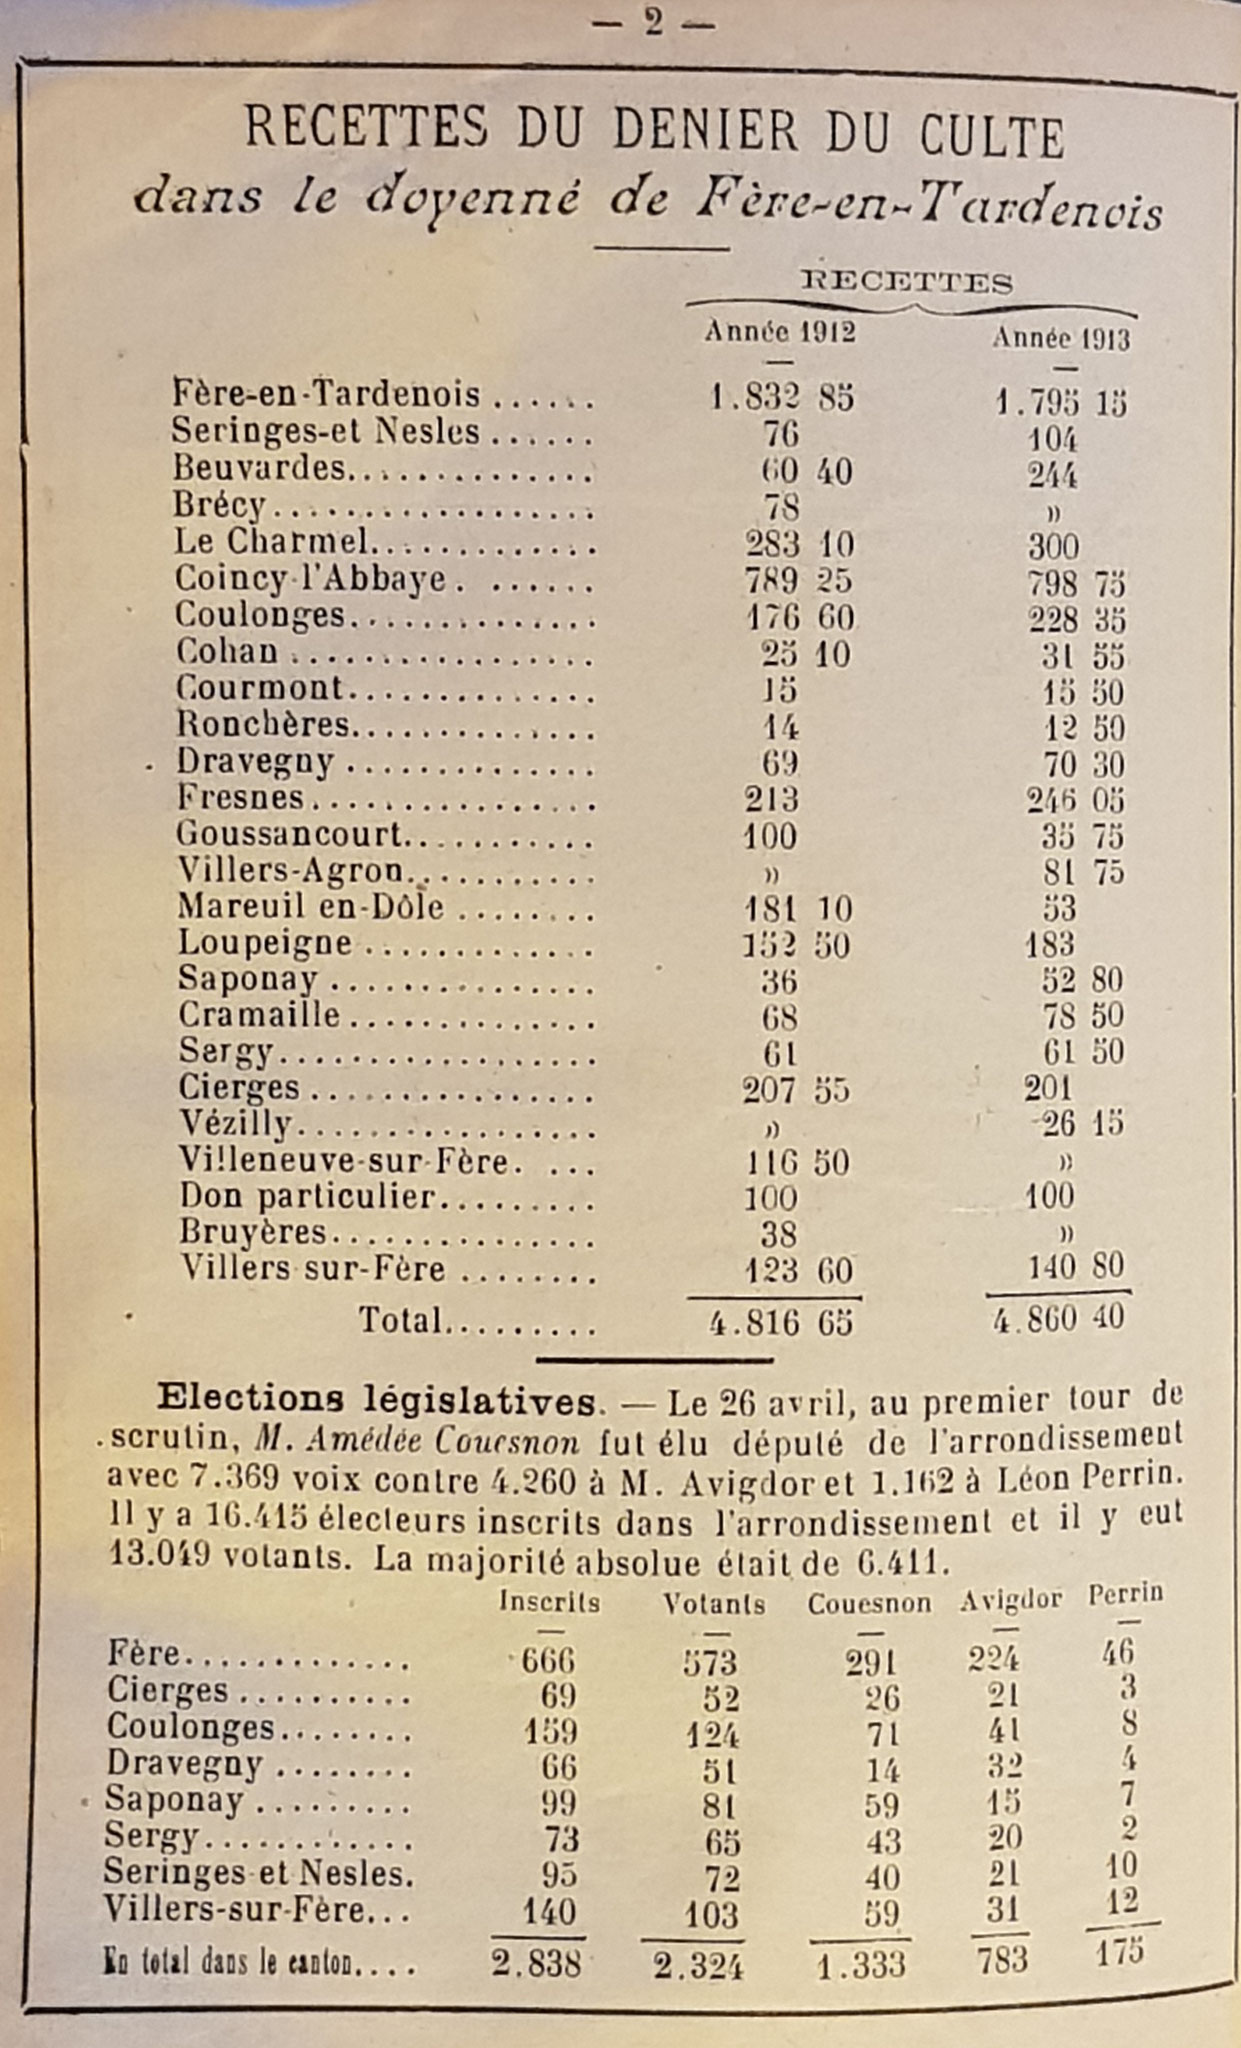 — 2 —
RECETTES DU DENIER DU CULTE
dans le doyenné de Fère-en-Tardenois
RECETTES
Année 1912 Année 1913
Fère-en-Tardenois ...... 1.832 85 1.795 15
Seringes-et Nesles ...... 76 104
Beuvardes.............. 60 40 244
Brécy.................. 78 »
Le Charmel............. 283 10 300
Coincy-l'Abbaye. ...... 789 25 798 75
Coulonges.............. 176 60 228 35
Cohan ................. 25 10 31 55
Courmont.............. 15 15 50
Ronchères.............. 14 12 50
Dravegny .............. 69 70 30
Fresnes................ 213 246 05
Goussancourt........... 100 35 75
Villers-Agron........... » 81 75
Mareuil en-Dôle ........ 181 10 53
Loupeigne ............. 152 50 183
Saponay ............... 36 52 80
Cramaille .............. 68 78 50
Sergy.................. 61 61 50
Cierges ................ 207 55 201
Vézilly................. » 26 15
Villeneuve-sur-Fère. ... 116 50 »
Don particulier......... 100 100
Bruyères............... 38 »
Villers sur-Fère ........ 123 60 140 80
Total......... 4.816 65 4.860 40
Elections législatives. — Le 26 avril, au premier tour de
scrutin, M. Amédée Couesnon fut élu député de l'arrondissement
avec 7.369 voix contre 4.260 à M. Avigdor et 1.162 à Léon Perrin.
Il y a 16.415 électeurs inscrits dans l'arrondissement et il y eut
13.049 votants. La majorité absolue était de 6.411.
Inscrits Votants Couesnon Avigdor Perrin
Fère............. 666 573 291 224 46
Cierges .......... 69 52 26 21 3
Coulonges........ 159 124 71 41 8
Dravegny ........ 66 51 14 32 4
Saponay ......... 99 81 59 15 7
Sergy............ 73 65 43 20 2
Seringes-et Nesles. 95 72 40 21 10
Villers-sur-Fère... 140 103 59 31 12
En total dans le canton.... 2.838 2.324 1.333 783 175